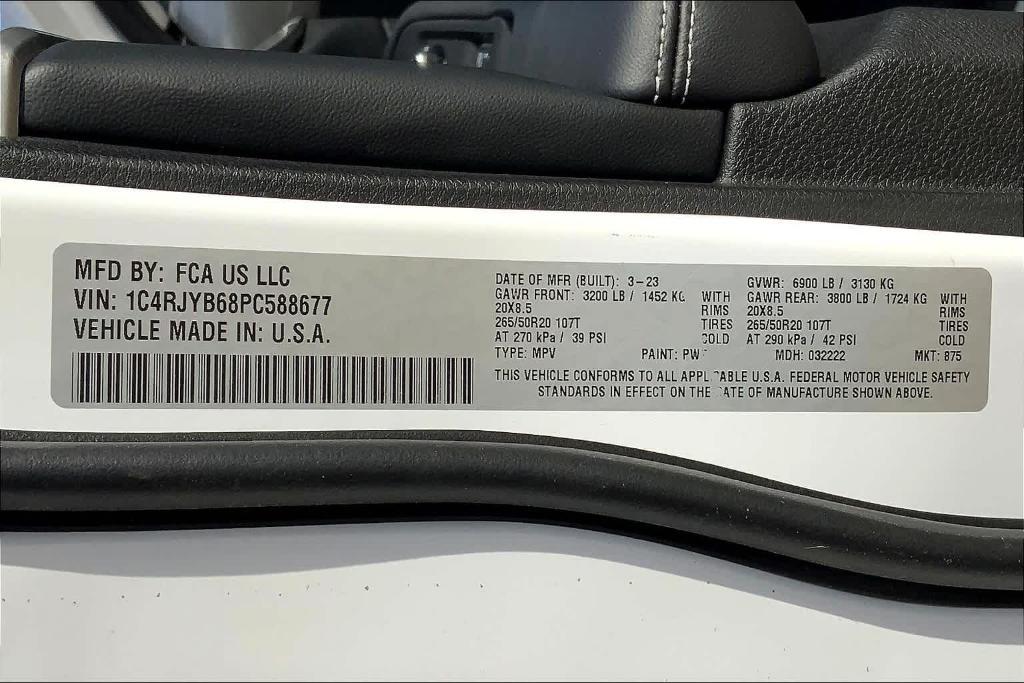 MFD BY: FCA US LLC
VIN: 1C4RJYB68PC588677
VEHICLE MADE IN: U.S.A.
DATE OF MFR (BUILT): 3-23 GVWR: 6900 LB / 3130 KG
GAWR FRONT: 3200 LB / 1452 KG WITH GAWR REAR: 3800 LB / 1724 KG WITH
20X8.5 RIMS 20X8.5 RIMS
265/50R20 107T TIRES 265/50R20 107T TIRES
AT 270 kPa / 39 PSI COLD AT 290 kPa / 42 PSI COLD
TYPE: MPV PAINT: PW MDH: 032222 MKT: 875
THIS VEHICLE CONFORMS TO ALL APPLICABLE U.S.A. FEDERAL MOTOR VEHICLE SAFETY
STANDARDS IN EFFECT ON THE DATE OF MANUFACTURE SHOWN ABOVE.